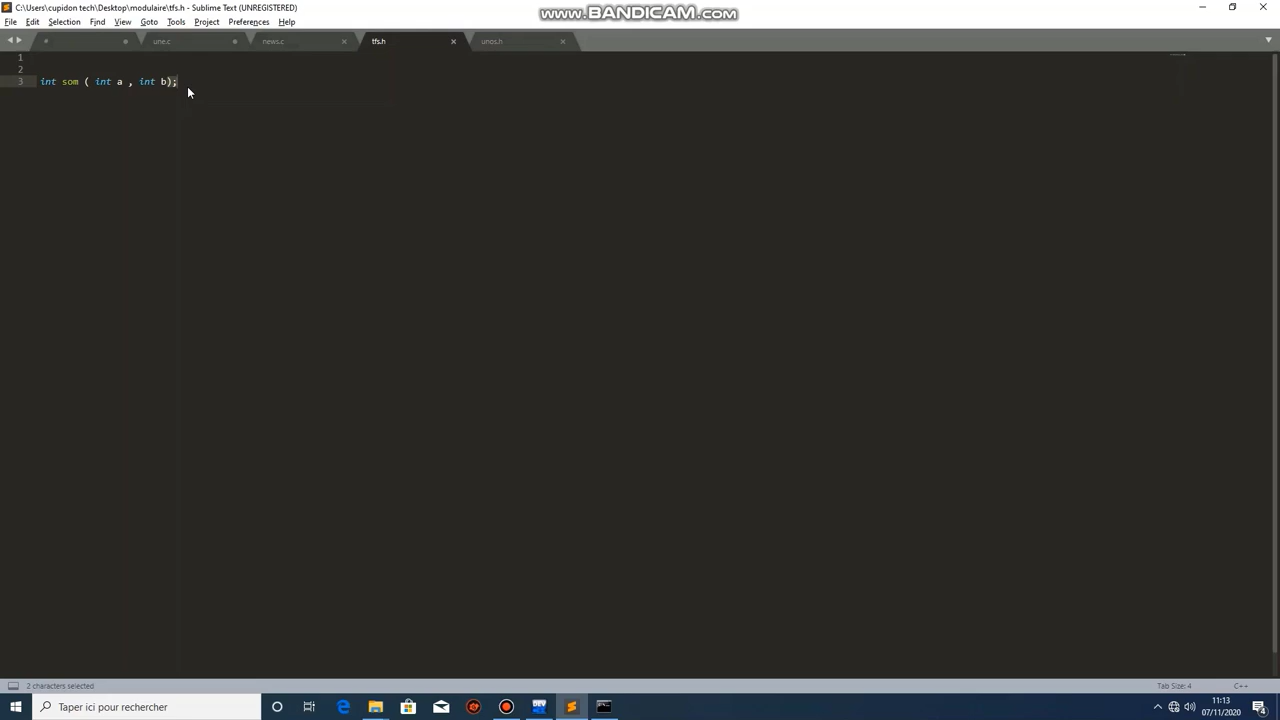 C:\Users\cupidon tech\Desktop\modulaire\tfs.h - Sublime Text (UNREGISTERED)
www.BANDICAM.com
File Edit Selection Find View Goto Tools Project Preferences Help
# une.c news.c tfs.h unos.h
1
2
3 int som ( int a , int b);
2 characters selected
Tab Size: 4
C++
Taper ici pour rechercher
11:13
07/11/2020
4